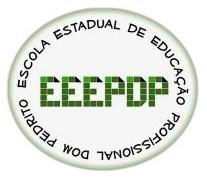 ESCOLA ESTADUAL DE EDUCAÇÃO PROFISSIONAL DOM PEDRITO
EEEPDP